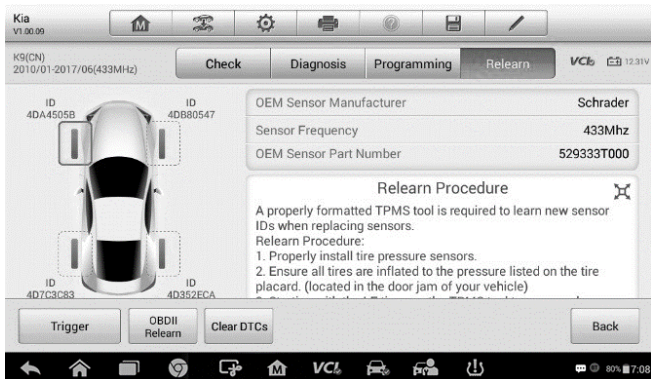 Kia
V1.00.09
K9(CN)
2010/01-2017/06(433MHz)
Check
Diagnosis
Programming
Relearn
VCI
12.31V
ID
4DA4505B
ID
4DB80547
ID
4D7C3C83
ID
4D352ECA
OEM Sensor Manufacturer
Schrader
Sensor Frequency
433Mhz
OEM Sensor Part Number
529333T000
Relearn Procedure
A properly formatted TPMS tool is required to learn new sensor
IDs when replacing sensors.
Relearn Procedure:
1. Properly install tire pressure sensors.
2. Ensure all tires are inflated to the pressure listed on the tire
placard. (located in the door jam of your vehicle)
Trigger
OBDII
Relearn
Clear DTCs
Back
VCI
80%
7:08